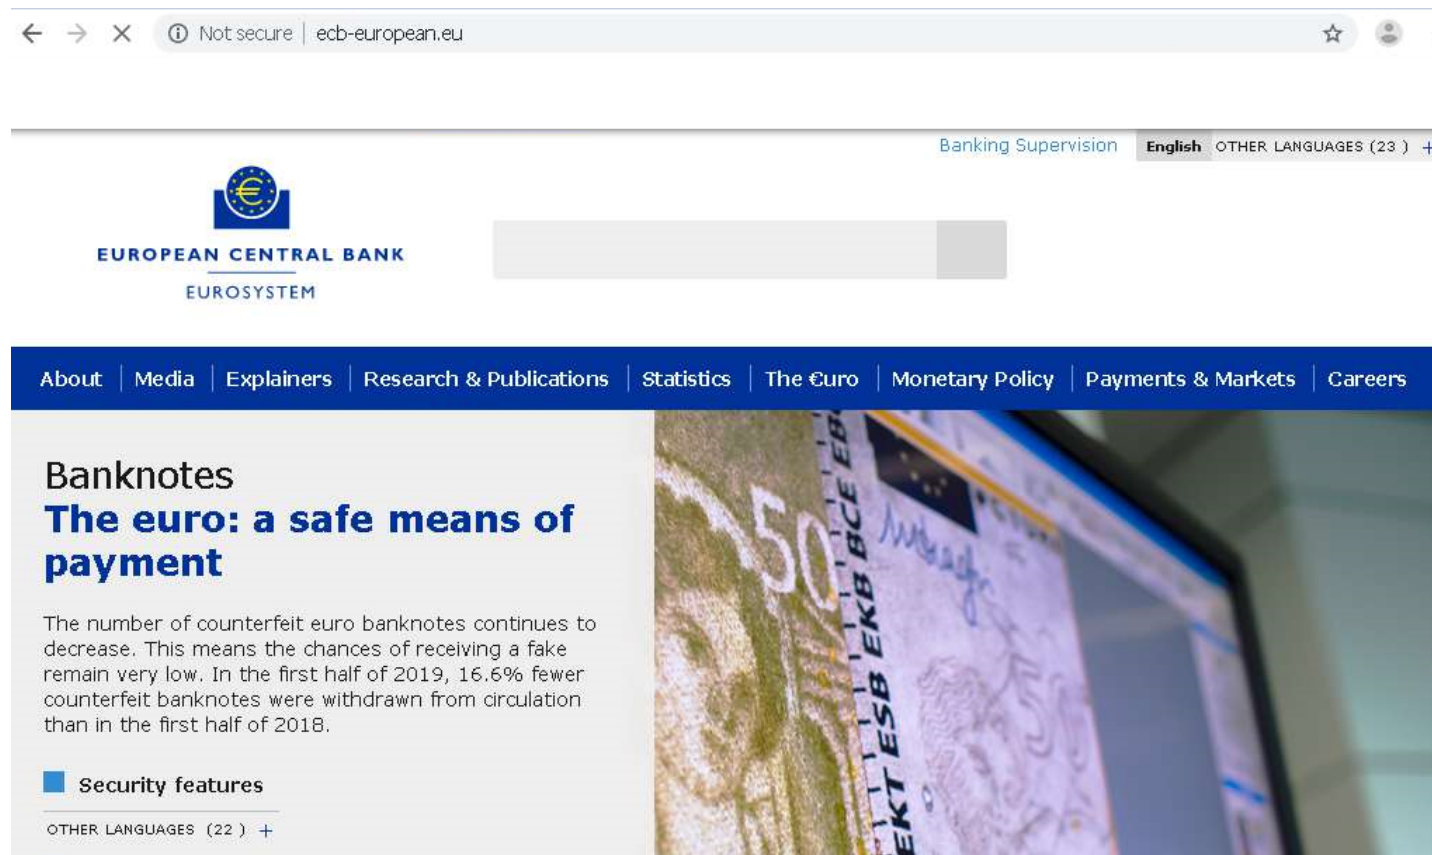 Not secure | ecb-european.eu
Banking Supervision English OTHER LANGUAGES (23 ) +
EUROPEAN CENTRAL BANK
EUROSYSTEM
About | Media | Explainers | Research & Publications | Statistics | The €uro | Monetary Policy | Payments & Markets | Careers
Banknotes
The euro: a safe means of
payment
The number of counterfeit euro banknotes continues to
decrease. This means the chances of receiving a fake
remain very low. In the first half of 2019, 16.6% fewer
counterfeit banknotes were withdrawn from circulation
than in the first half of 2018.
Security features
OTHER LANGUAGES (22 ) +
50
EKT ESB EKB BCE EB
50